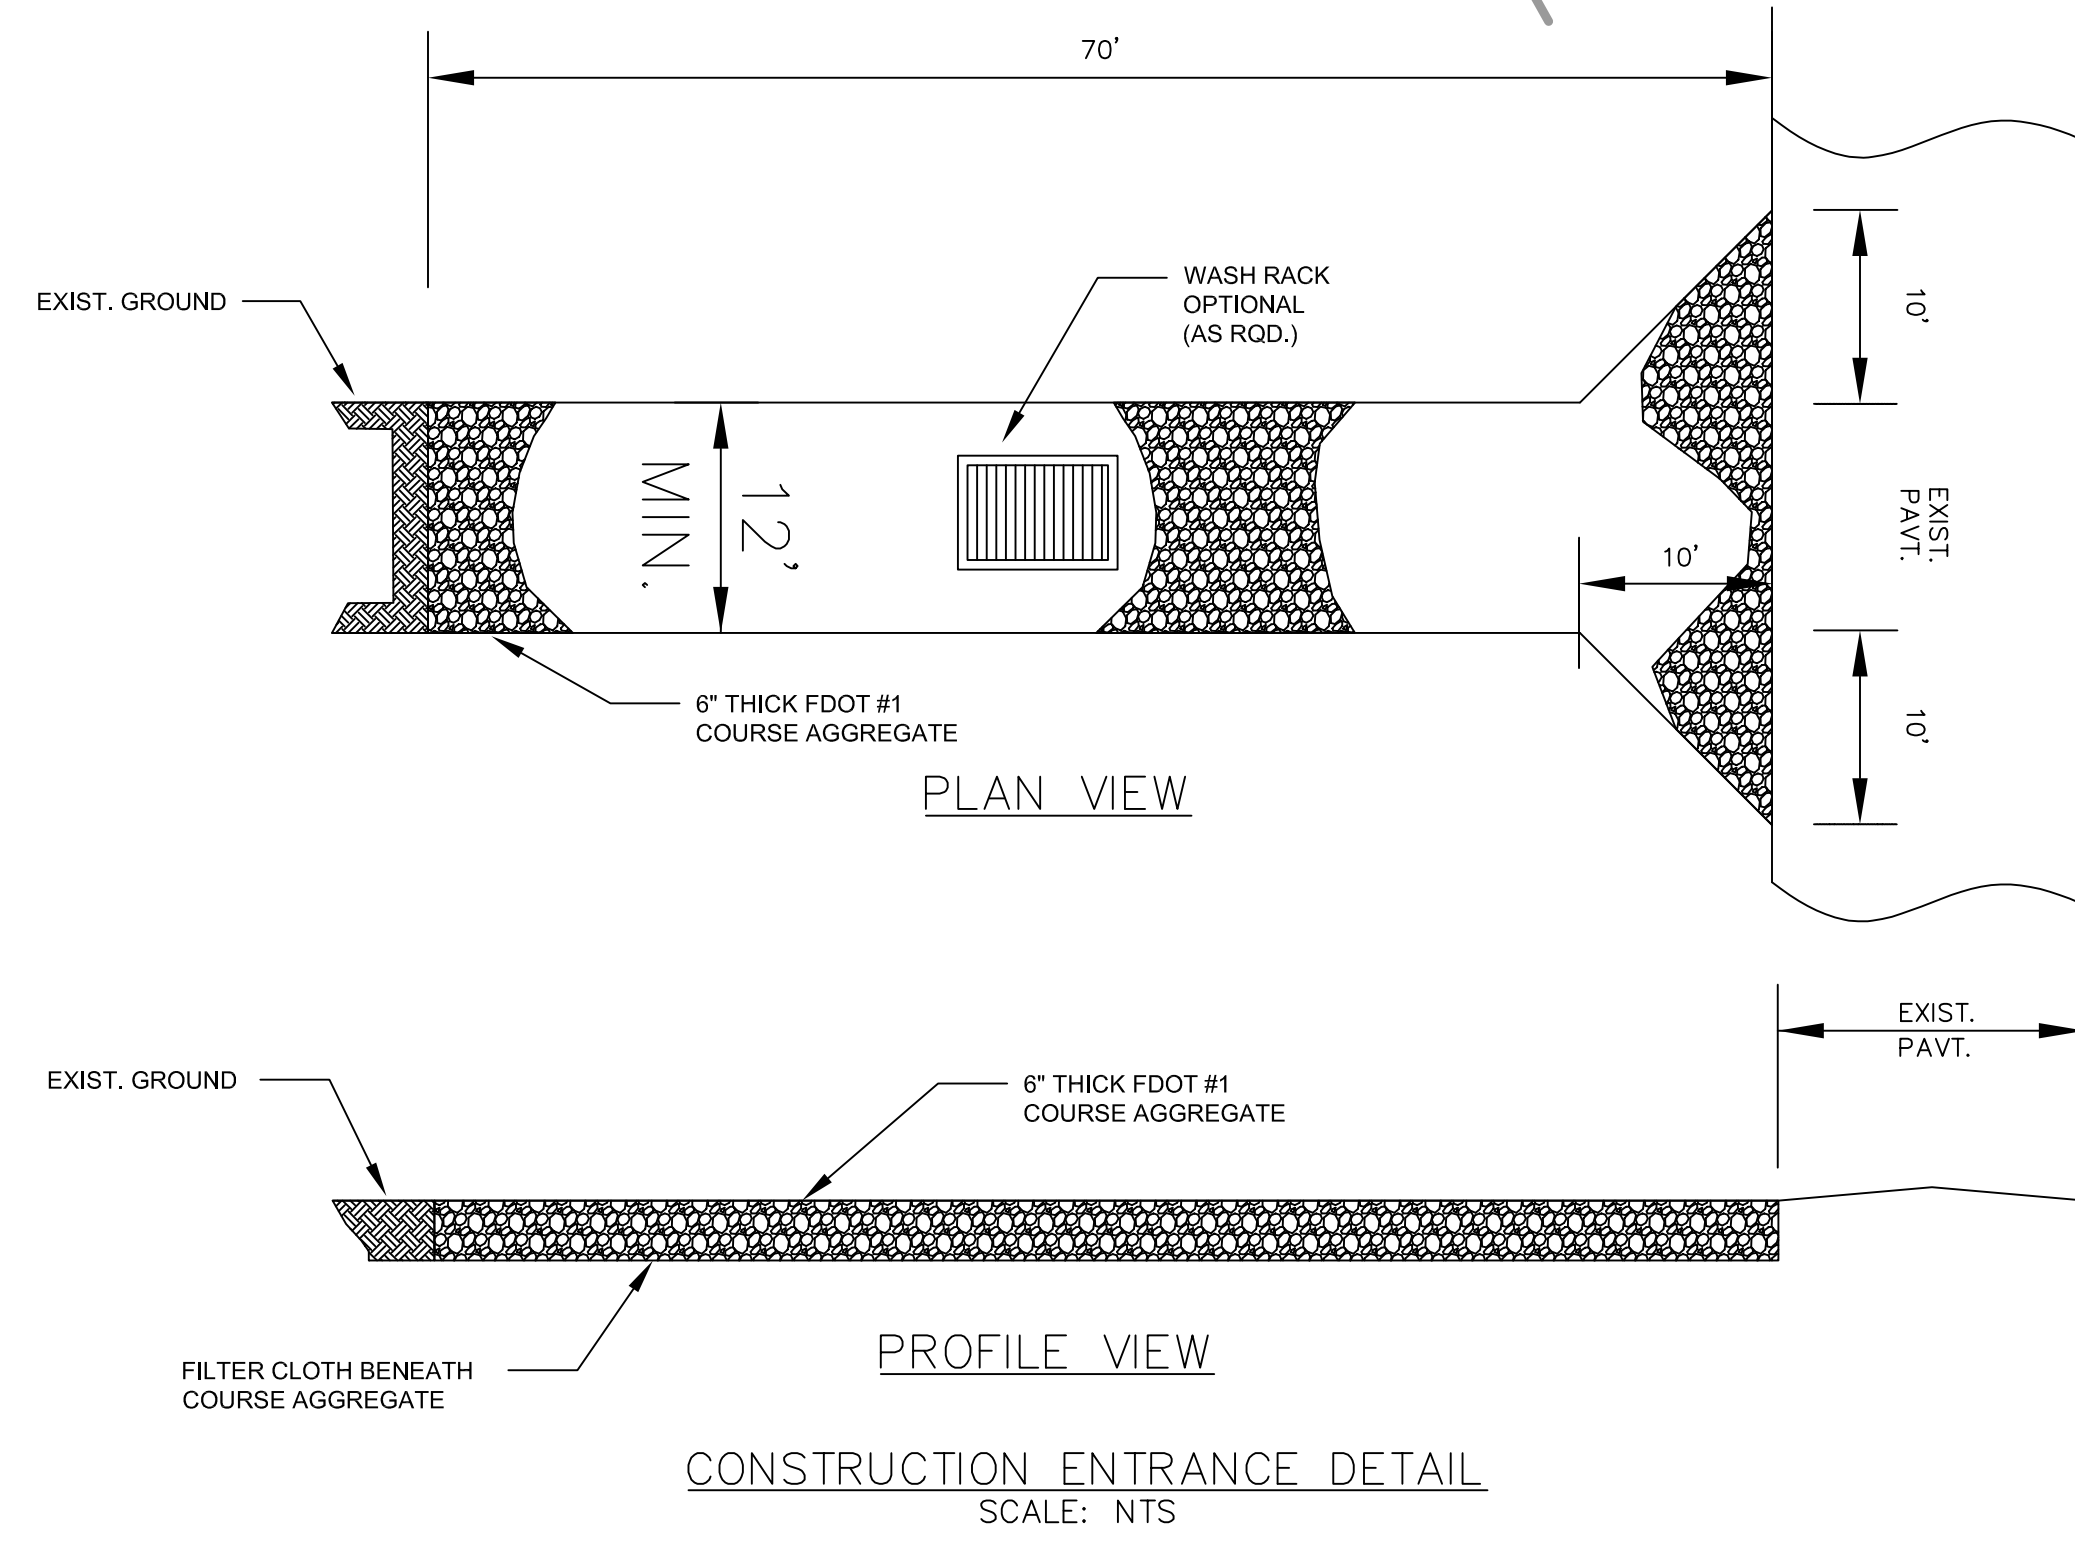 70'
EXIST. GROUND
WASH RACK
OPTIONAL
(AS RQD.)
10'
12'
MIN.
EXIST.
PAVT.
10'
10'
6" THICK FDOT #1
COURSE AGGREGATE
PLAN VIEW
EXIST.
PAVT.
EXIST. GROUND
6" THICK FDOT #1
COURSE AGGREGATE
FILTER CLOTH BENEATH
COURSE AGGREGATE
PROFILE VIEW
CONSTRUCTION ENTRANCE DETAIL
SCALE: NTS